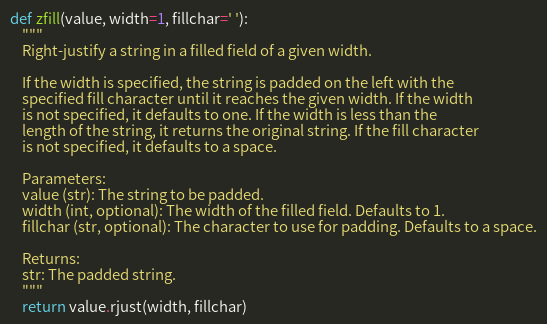 def zfill(value, width=1, fillchar=' '):
    """
    Right-justify a string in a filled field of a given width.

    If the width is specified, the string is padded on the left with the
    specified fill character until it reaches the given width. If the width
    is not specified, it defaults to one. If the width is less than the
    length of the string, it returns the original string. If the fill character
    is not specified, it defaults to a space.

    Parameters:
    value (str): The string to be padded.
    width (int, optional): The width of the filled field. Defaults to 1.
    fillchar (str, optional): The character to use for padding. Defaults to a space.

    Returns:
    str: The padded string.
    """
    return value.rjust(width, fillchar)